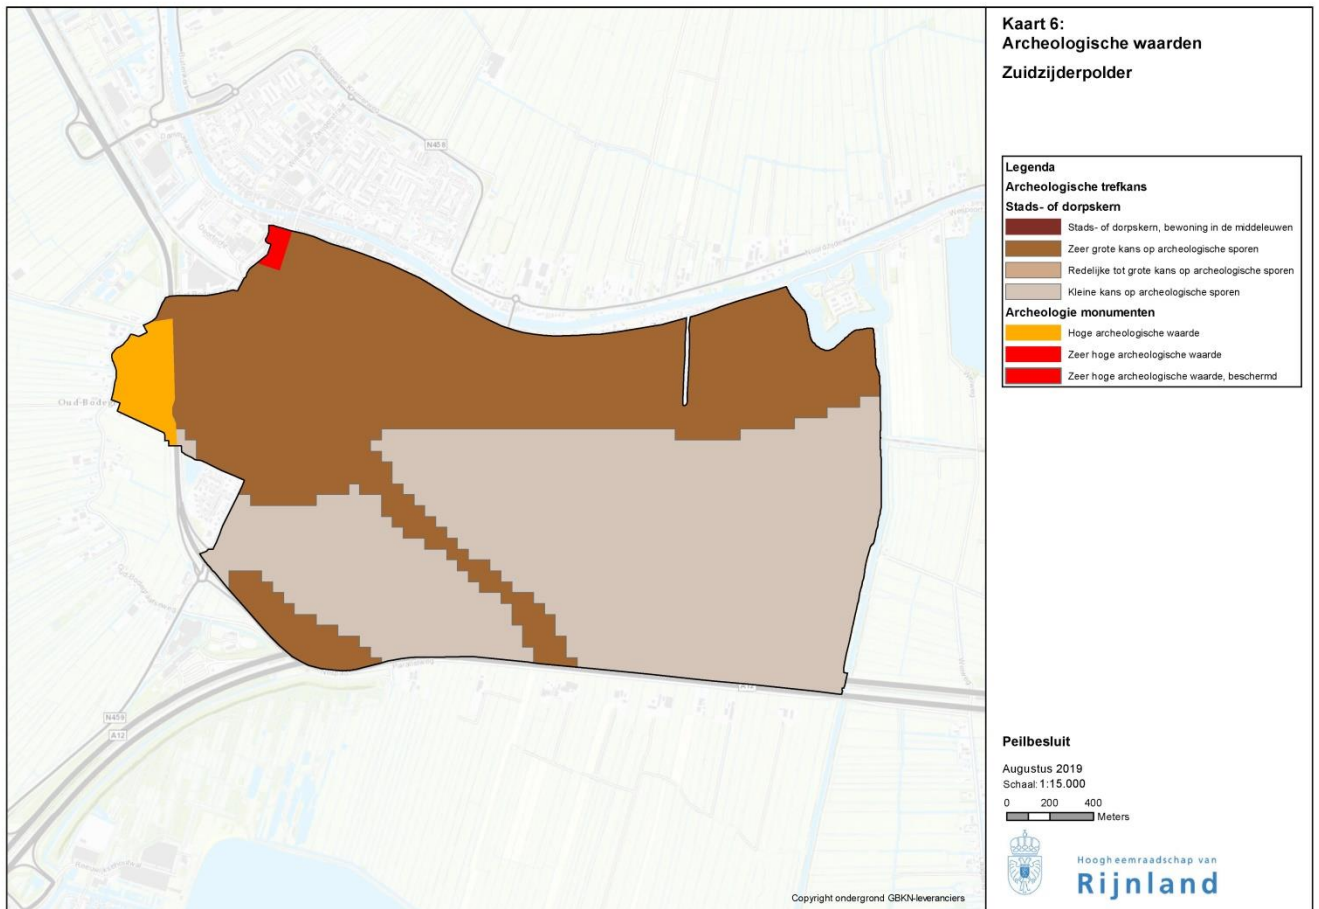 Kaart 6:
Archeologische waarden
Zuidzijderpolder
Legenda
Archeologische trefkans
Stads- of dorpskern
Stads- of dorpskern, bewoning in de middeleuwen
Zeer grote kans op archeologische sporen
Redelijke tot grote kans op archeologische sporen
Kleine kans op archeologische sporen
Archeologie monumenten
Hoge archeologische waarde
Zeer hoge archeologische waarde
Zeer hoge archeologische waarde, beschermd
N458
N459
A12
A12
Peilbesluit
Augustus 2019
Schaal: 1:15.000
0 200 400
Meters
Hoogheemraadschap van
Rijnland
Copyright ondergrond GBKN-leveranciers